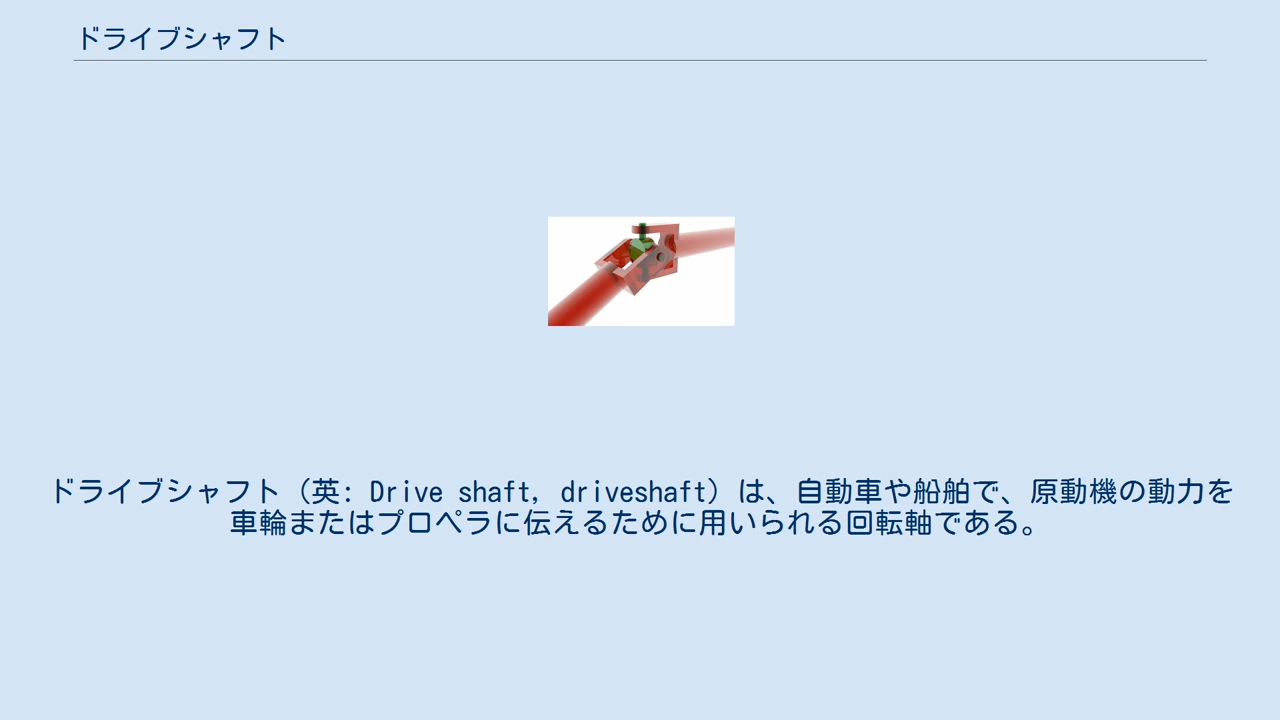 ドライブシャフト
ドライブシャフト（英: Drive shaft, driveshaft）は、自動車や船舶で、原動機の動力を
車輪またはプロペラに伝えるために用いられる回転軸である。